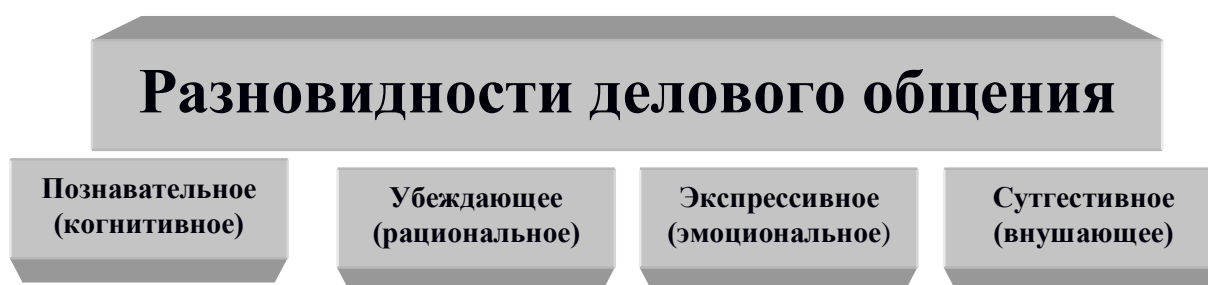 Разновидности делового общения
Познавательное
(когнитивное)
Убеждающее
(рациональное)
Экспрессивное
(эмоциональное)
Сутгестивное
(внушающее)